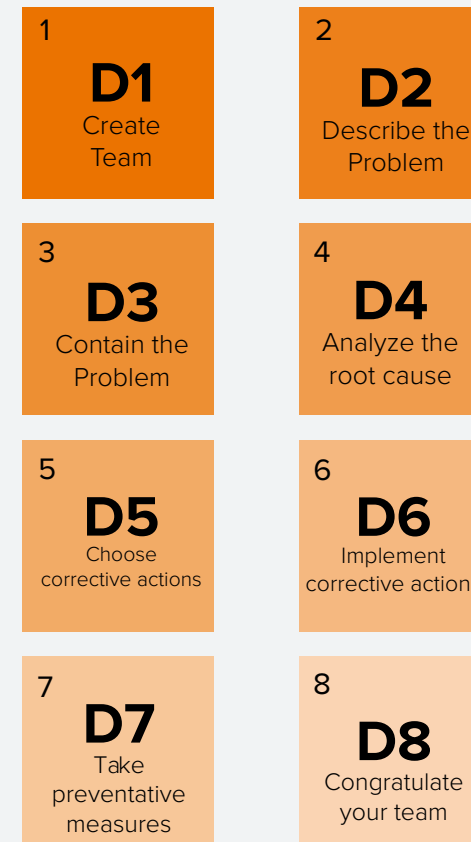 1
D1
Create
Team
2
D2
Describe the
Problem
3
D3
Contain the
Problem
4
D4
Analyze the
root cause
5
D5
Choose
corrective actions
6
D6
Implement
corrective action
7
D7
Take
preventative
measures
8
D8
Congratulate
your team